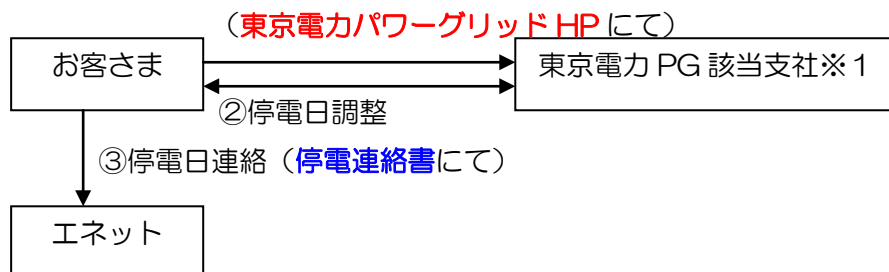 （東京電力パワーグリッド HP にて）
お客さま
東京電力 PG 該当支社※１
②停電日調整
③停電日連絡（停電連絡書にて）
エネット